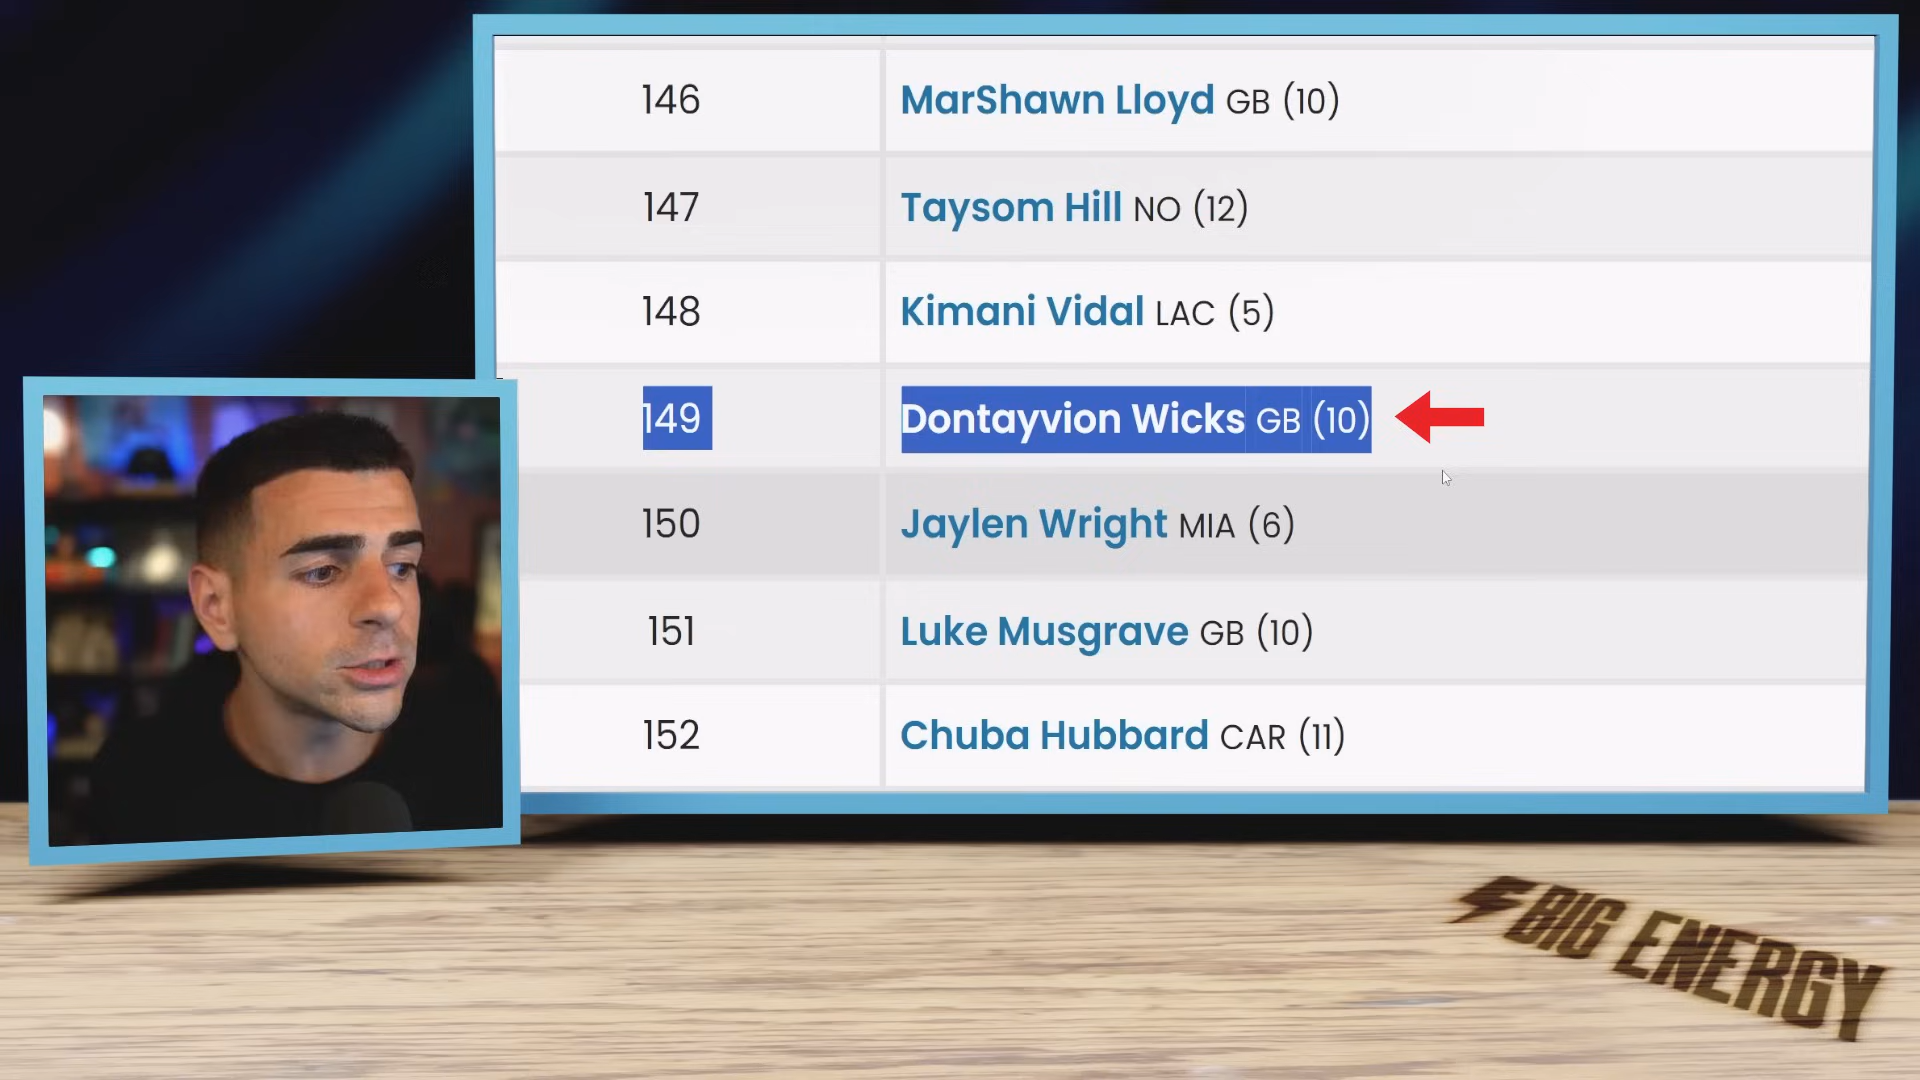 146 MarShawn Lloyd GB (10)
147 Taysom Hill NO (12)
148 Kimani Vidal LAC (5)
149 Dontayvion Wicks GB (10)
150 Jaylen Wright MIA (6)
151 Luke Musgrave GB (10)
152 Chuba Hubbard CAR (11)
BIG ENERGY